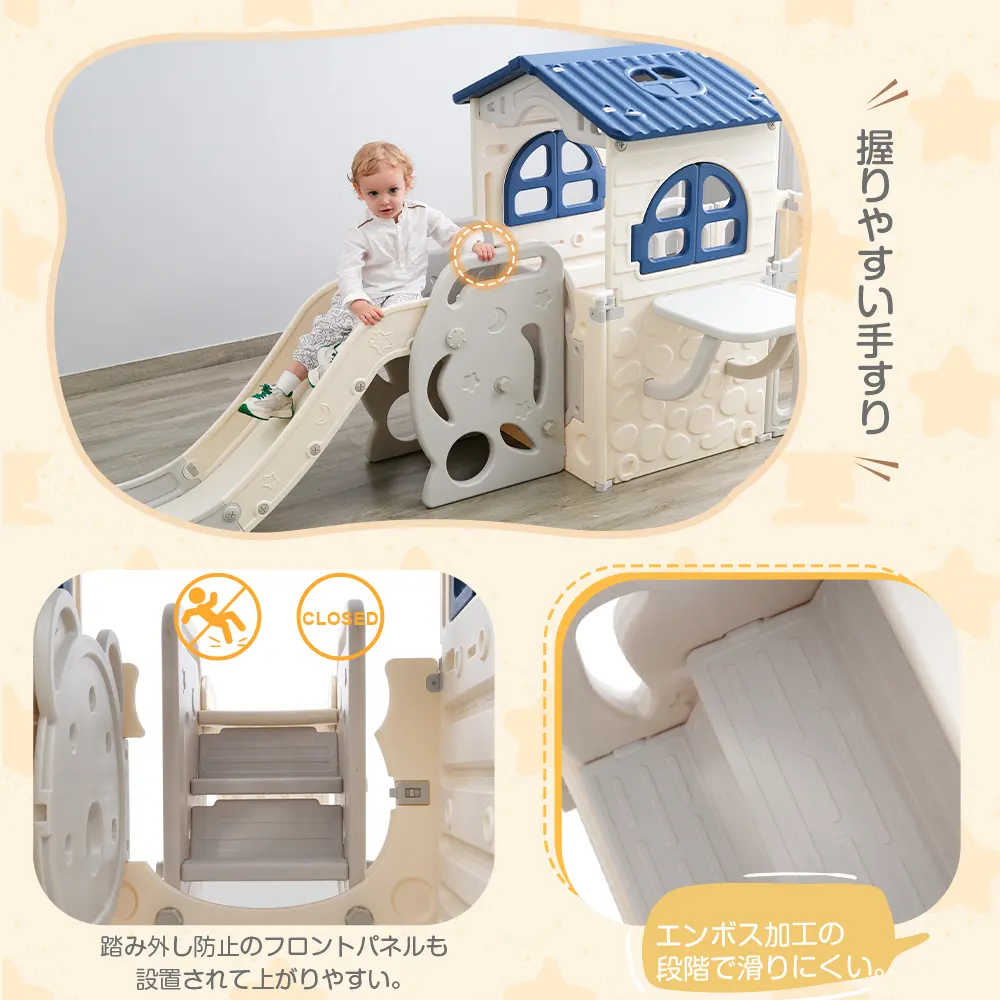 握りやすい手すり
CLOSED
踏み外し防止のフロントパネルも
設置されて上がりやすい。
エンボス加工の
段階で滑りにくい。